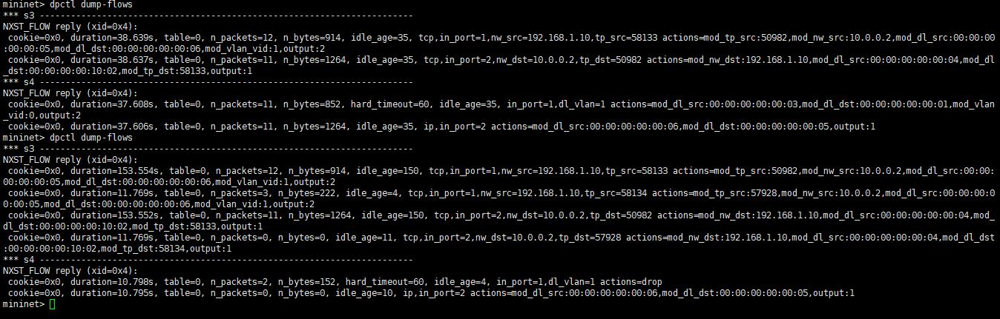 mininet> dpctl dump-flows
*** s3 ------------------------------------------------------------------------
NXST_FLOW reply (xid=0x4):
 cookie=0x0, duration=38.639s, table=0, n_packets=12, n_bytes=914, idle_age=35, tcp,in_port=1,nw_src=192.168.1.10,tp_src=58133 actions=mod_tp_src:50982,mod_nw_src:10.0.0.2,mod_dl_src:00:00:00
:00:00:05,mod_dl_dst:00:00:00:00:00:06,mod_vlan_vid:1,output:2
 cookie=0x0, duration=38.637s, table=0, n_packets=11, n_bytes=1264, idle_age=35, tcp,in_port=2,nw_dst=10.0.0.2,tp_dst=50982 actions=mod_nw_dst:192.168.1.10,mod_dl_src:00:00:00:00:00:04,mod_dl
_dst:00:00:00:00:10:02,mod_tp_dst:58133,output:1
*** s4 ------------------------------------------------------------------------
NXST_FLOW reply (xid=0x4):
 cookie=0x0, duration=37.608s, table=0, n_packets=11, n_bytes=852, hard_timeout=60, idle_age=35, in_port=1,dl_vlan=1 actions=mod_dl_src:00:00:00:00:00:03,mod_dl_dst:00:00:00:00:00:01,mod_vlan
_vid:0,output:2
 cookie=0x0, duration=37.606s, table=0, n_packets=11, n_bytes=1264, idle_age=35, ip,in_port=2 actions=mod_dl_src:00:00:00:00:00:06,mod_dl_dst:00:00:00:00:00:05,output:1
mininet> dpctl dump-flows
*** s3 ------------------------------------------------------------------------
NXST_FLOW reply (xid=0x4):
 cookie=0x0, duration=153.554s, table=0, n_packets=12, n_bytes=914, idle_age=150, tcp,in_port=1,nw_src=192.168.1.10,tp_src=58133 actions=mod_tp_src:50982,mod_nw_src:10.0.0.2,mod_dl_src:00:00:
00:00:00:05,mod_dl_dst:00:00:00:00:00:06,mod_vlan_vid:1,output:2
 cookie=0x0, duration=11.769s, table=0, n_packets=3, n_bytes=222, idle_age=4, tcp,in_port=1,nw_src=192.168.1.10,tp_src=58134 actions=mod_tp_src:57928,mod_nw_src:10.0.0.2,mod_dl_src:00:00:00:0
0:00:05,mod_dl_dst:00:00:00:00:00:06,mod_vlan_vid:1,output:2
 cookie=0x0, duration=153.552s, table=0, n_packets=11, n_bytes=1264, idle_age=150, tcp,in_port=2,nw_dst=10.0.0.2,tp_dst=50982 actions=mod_nw_dst:192.168.1.10,mod_dl_src:00:00:00:00:00:04,mod_
dl_dst:00:00:00:00:10:02,mod_tp_dst:58133,output:1
 cookie=0x0, duration=11.769s, table=0, n_packets=0, n_bytes=0, idle_age=11, tcp,in_port=2,nw_dst=10.0.0.2,tp_dst=57928 actions=mod_nw_dst:192.168.1.10,mod_dl_src:00:00:00:00:00:04,mod_dl_dst
:00:00:00:00:10:02,mod_tp_dst:58134,output:1
*** s4 ------------------------------------------------------------------------
NXST_FLOW reply (xid=0x4):
 cookie=0x0, duration=10.798s, table=0, n_packets=2, n_bytes=152, hard_timeout=60, idle_age=4, in_port=1,dl_vlan=1 actions=drop
 cookie=0x0, duration=10.795s, table=0, n_packets=0, n_bytes=0, idle_age=10, ip,in_port=2 actions=mod_dl_src:00:00:00:00:00:06,mod_dl_dst:00:00:00:00:00:05,output:1
mininet>